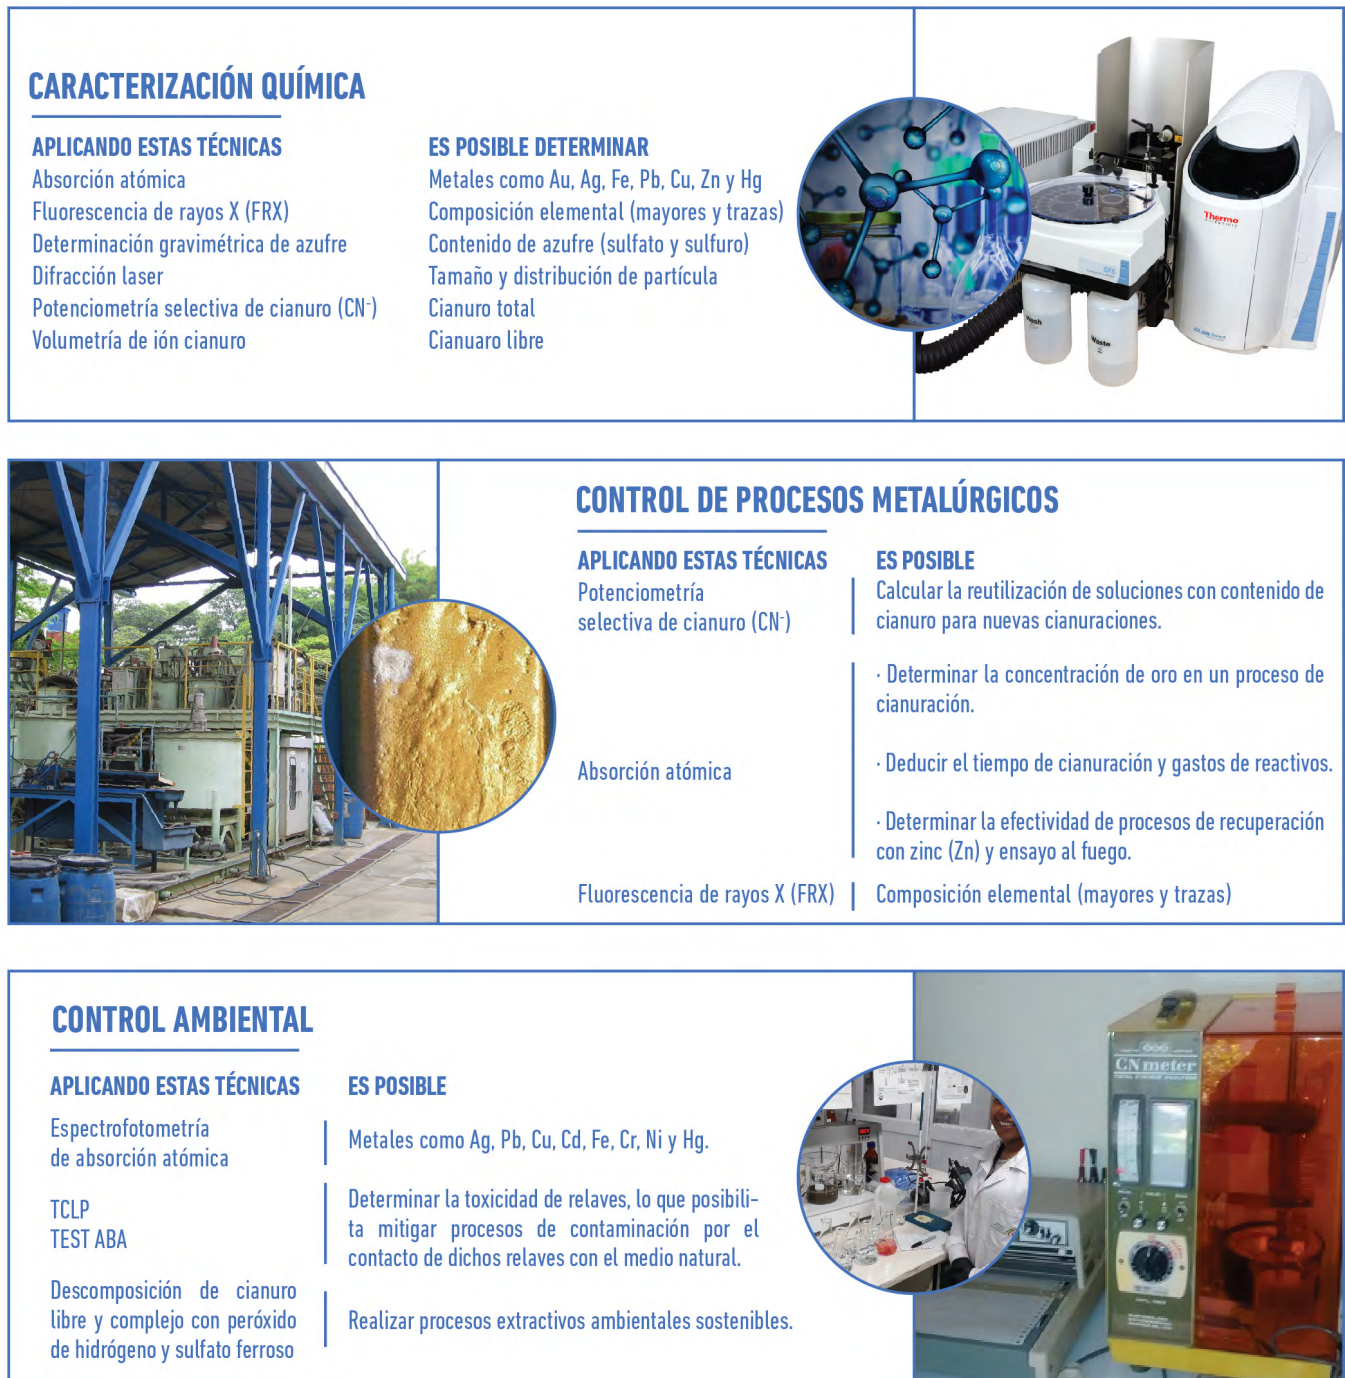 CARACTERIZACIÓN QUÍMICA
APLICANDO ESTAS TÉCNICAS
Absorción atómica
Fluorescencia de rayos X (FRX)
Determinación gravimétrica de azufre
Difracción laser
Potenciometría selectiva de cianuro (CN-)
Volumetría de ión cianuro
ES POSIBLE DETERMINAR
Metales como Au, Ag, Fe, Pb, Cu, Zn y Hg
Composición elemental (mayores y trazas)
Contenido de azufre (sulfato y sulfuro)
Tamaño y distribución de partícula
Cianuro total
Cianuaro libre
Thermo
SCIENTIFIC
GFS
Wash
Waste
CONTROL DE PROCESOS METALÚRGICOS
APLICANDO ESTAS TÉCNICAS
ES POSIBLE
Potenciometría
selectiva de cianuro (CN-)
Calcular la reutilización de soluciones con contenido de
cianuro para nuevas cianuraciones.
Absorción atómica
· Determinar la concentración de oro en un proceso de
cianuración.
· Deducir el tiempo de cianuración y gastos de reactivos.
· Determinar la efectividad de procesos de recuperación
con zinc (Zn) y ensayo al fuego.
Fluorescencia de rayos X (FRX)
Composición elemental (mayores y trazas)
CONTROL AMBIENTAL
APLICANDO ESTAS TÉCNICAS
ES POSIBLE
Espectrofotometría
de absorción atómica
Metales como Ag, Pb, Cu, Cd, Fe, Cr, Ni y Hg.
TCLP
TEST ABA
Determinar la toxicidad de relaves, lo que posibili-
ta mitigar procesos de contaminación por el
contacto de dichos relaves con el medio natural.
Descomposición de cianuro
libre y complejo con peróxido
de hidrógeno y sulfato ferroso
Realizar procesos extractivos ambientales sostenibles.
CN meter